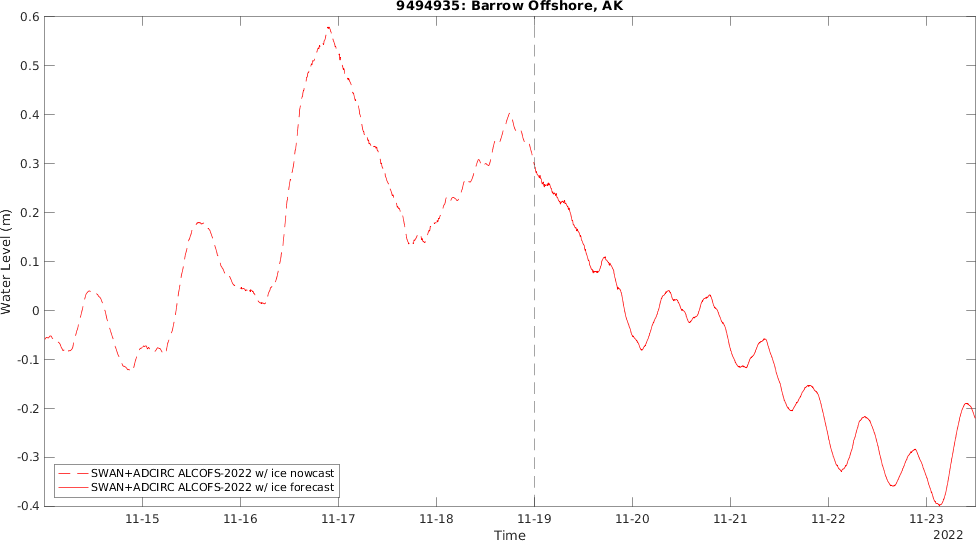 9494935: Barrow Offshore, AK
0.6
0.5
0.4
0.3
0.2
0.1
0
-0.1
-0.2
-0.3
-0.4
Water Level (m)
SWAN+ADCIRC ALCOFS-2022 w/ ice nowcast
SWAN+ADCIRC ALCOFS-2022 w/ ice forecast
11-15 11-16 11-17 11-18 11-19 11-20 11-21 11-22 11-23
Time
2022